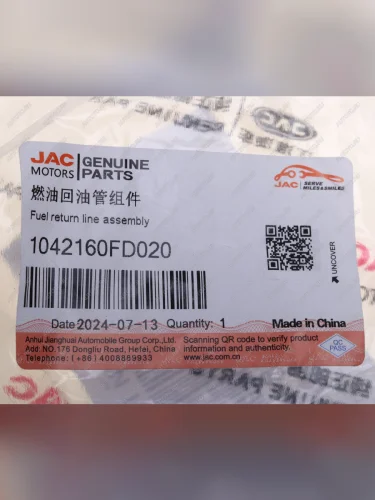 JAC MOTORS
GENUINE PARTS
JAC
SERVE
MILES&SMILES
燃油回油管组件
Fuel return line assembly
1042160FD020
UNCOVER
Date2024-07-13 Quantity: 1
Made in China
Anhui Jianghuai Automobile Group Corp.,Ltd.
Add: NO.176 Dongliu Road, Hefei, China
Telephone: (+86)4008889933
Scanning QR code to verify product
information and authenticity.
www.jac.com.cn
QC
PASS